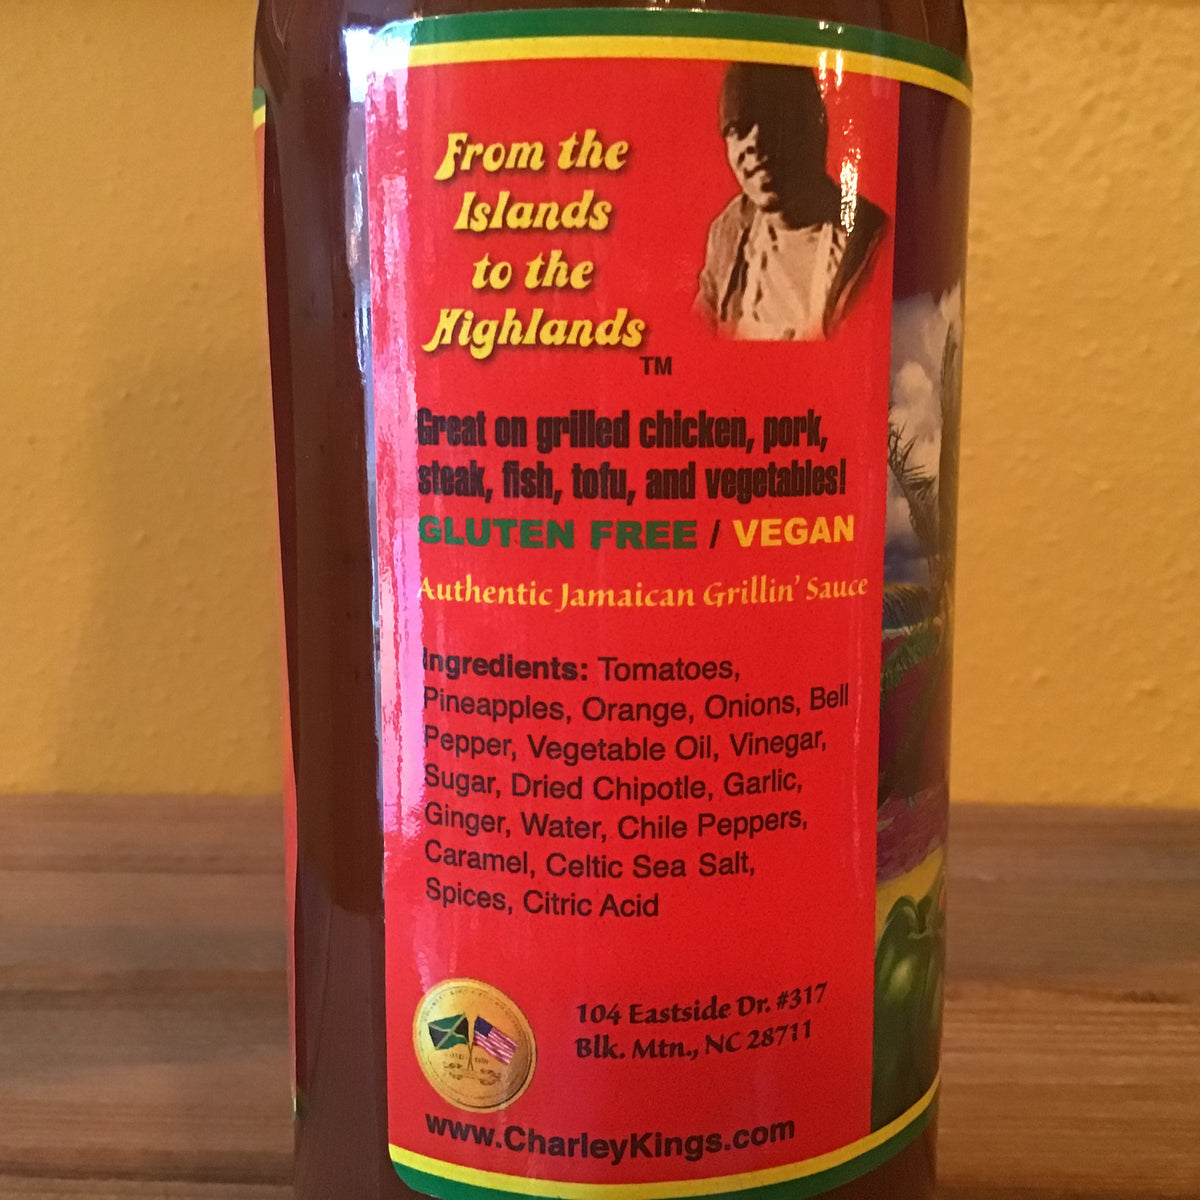 From the
Islands
to the
Highlands
TM
Great on grilled chicken, pork,
steak, fish, tofu, and vegetables!
GLUTEN FREE / VEGAN
Authentic Jamaican Grillin' Sauce
Ingredients: Tomatoes,
Pineapples, Orange, Onions, Bell
Pepper, Vegetable Oil, Vinegar,
Sugar, Dried Chipotle, Garlic,
Ginger, Water, Chile Peppers,
Caramel, Celtic Sea Salt,
Spices, Citric Acid
104 Eastside Dr. #317
Blk. Mtn., NC 28711
www.CharleyKings.com